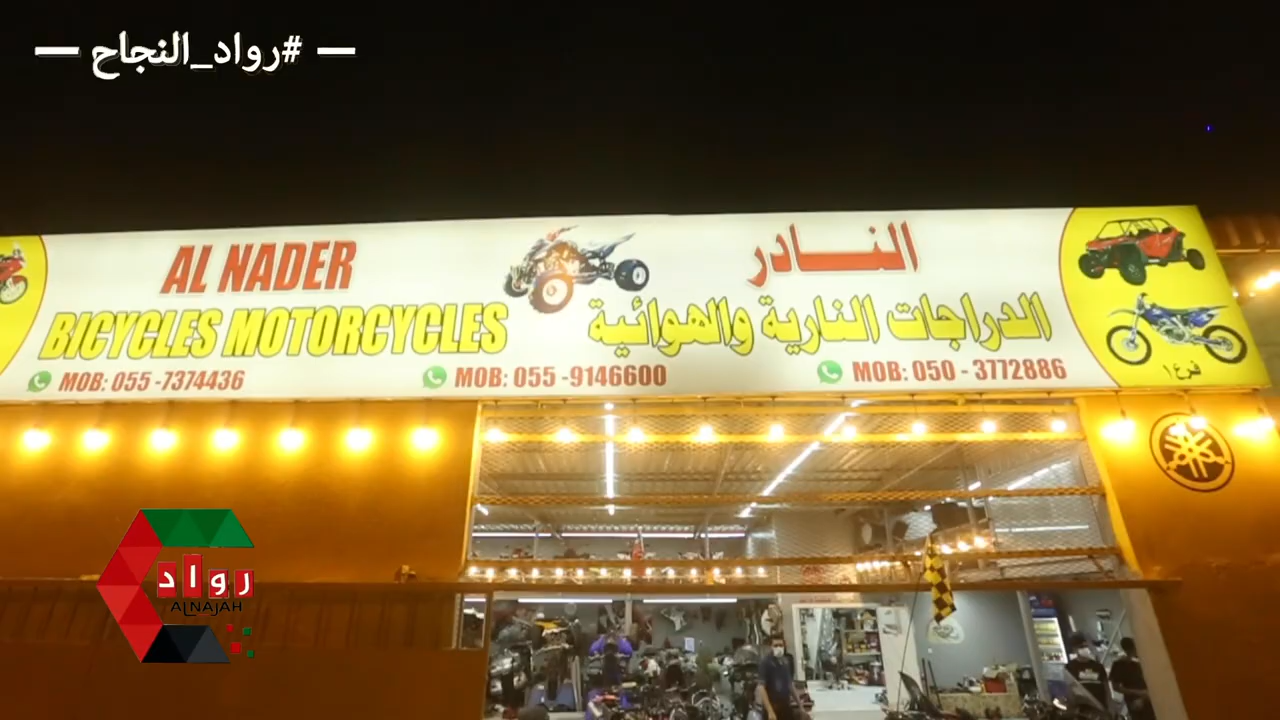 #رواد_النجاح
AL NADER
النـــادر
BICYCLES MOTORCYCLES
الدراجات النارية والهوائية
MOB: 055 -7374436
MOB: 055 -9146600
MOB: 050 - 3772886
فرع ١
رواد
ALNAJAH